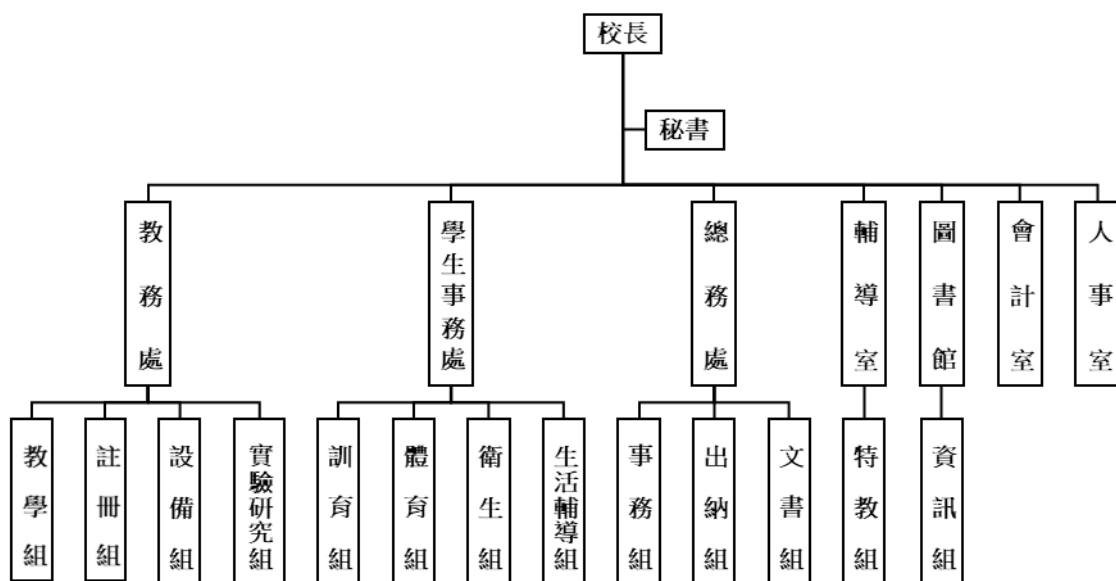 校長
秘書
教務處
學生事務處
總務處
輔導室
圖書館
會計室
人事室
教學組
註冊組
設備組
實驗研究組
訓育組
體育組
衛生組
生活輔導組
事務組
出納組
文書組
特教組
資訊組